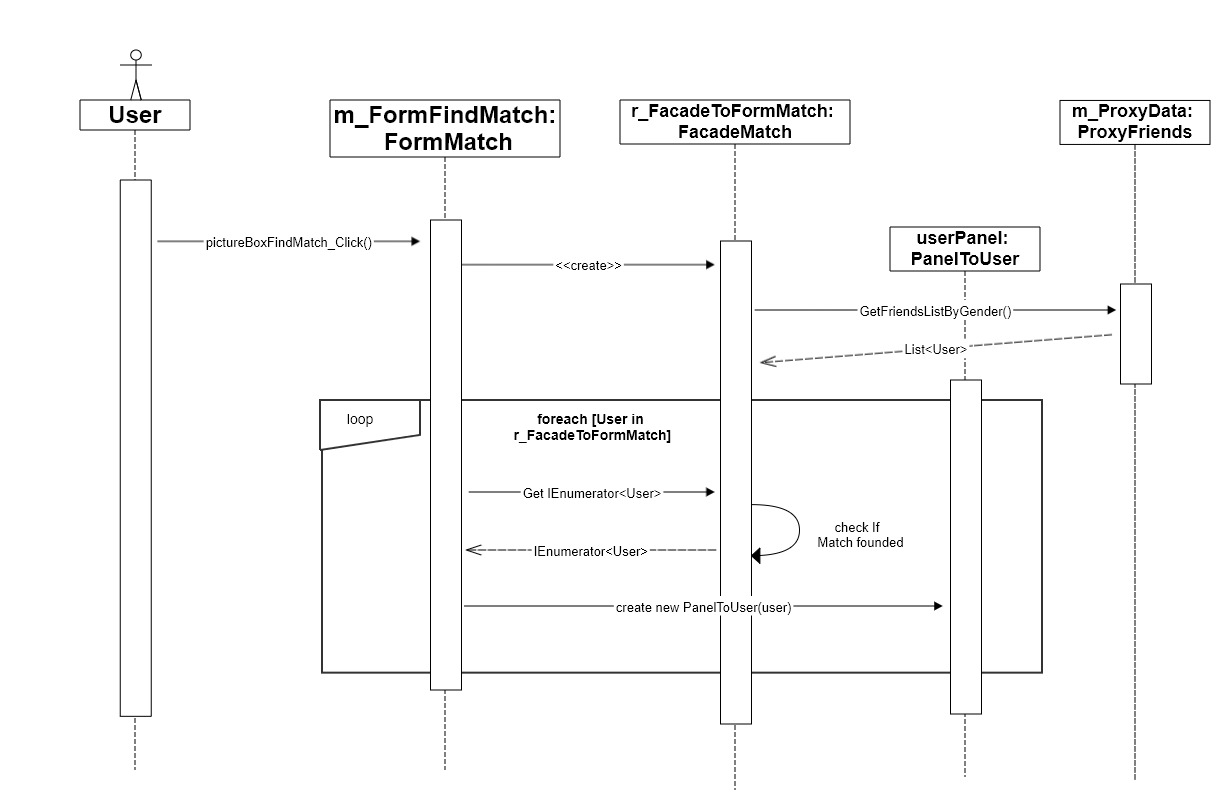 User
m_FormFindMatch:
FormMatch
r_FacadeToFormMatch:
FacadeMatch
m_ProxyData:
ProxyFriends
userPanel:
PanelToUser
pictureBoxFindMatch_Click()
<<create>>
GetFriendsListByGender()
List<User>
loop
foreach [User in
r_FacadeToFormMatch]
Get IEnumerator<User>
check If
Match founded
IEnumerator<User>
create new PanelToUser(user)